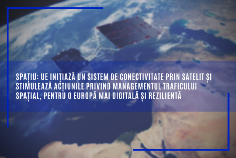 SPAȚIU: UE INIȚIAZĂ UN SISTEM DE CONECTIVITATE PRIN SATELIT ȘI
STIMULEAZĂ ACȚIUNILE PRIVIND MANAGEMENTUL TRAFICULUI
SPAȚIAL, PENTRU O EUROPĂ MAI DIGITALĂ ȘI REZILIENTĂ